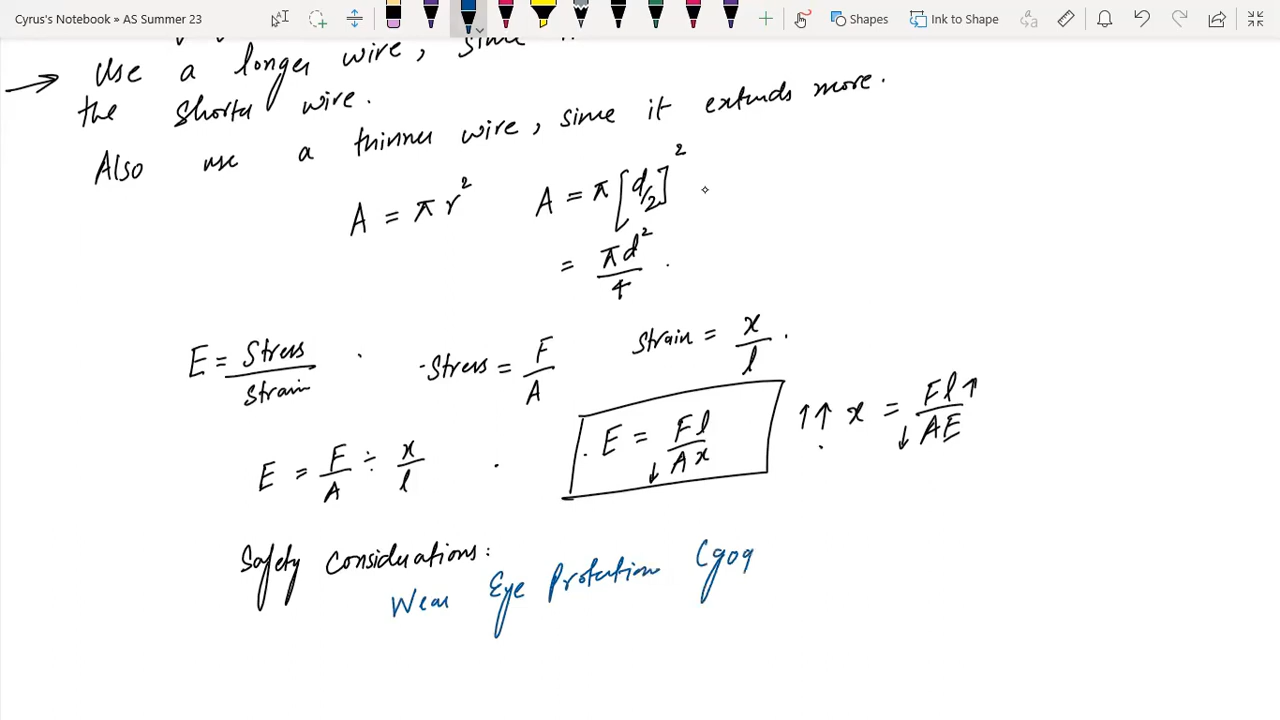 Cyrus's Notebook » AS Summer 23
Shapes
Ink to Shape
Use a longer wire, since
the shorter wire.
Also use a thinner wire, since it extends more.
A = πr² A = π[d/2]²
= πd²/4.
E = Stress/Strain . Stress = F/A Strain = x/l.
E = F/A ÷ x/l . E = Fl/↓Ax ↑↑ x = Fl↑/↓AE
Safety Considerations:
Wear Eye Protection (gog